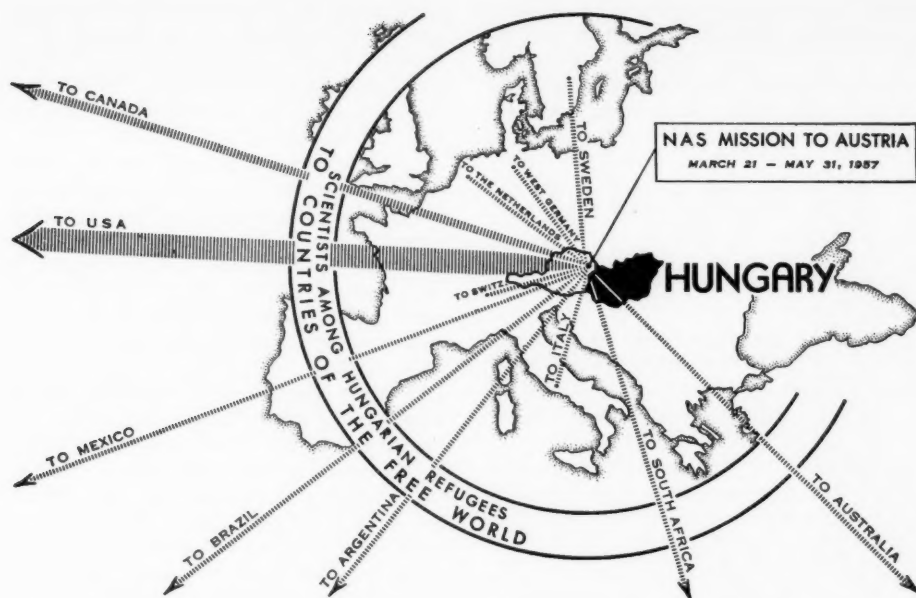 TO CANADA
TO USA
TO MEXICO
TO BRAZIL
TO ARGENTINA
TO SOUTH AFRICA
TO AUSTRALIA
TO SWEDEN
TO WEST GERMANY
TO THE NETHERLANDS
TO SWITZ.
TO ITALY
NAS MISSION TO AUSTRIA
MARCH 21 – MAY 31, 1957
HUNGARY
SCIENTISTS AMONG HUNGARIAN REFUGEES
TO COUNTRIES OF THE FREE WORLD